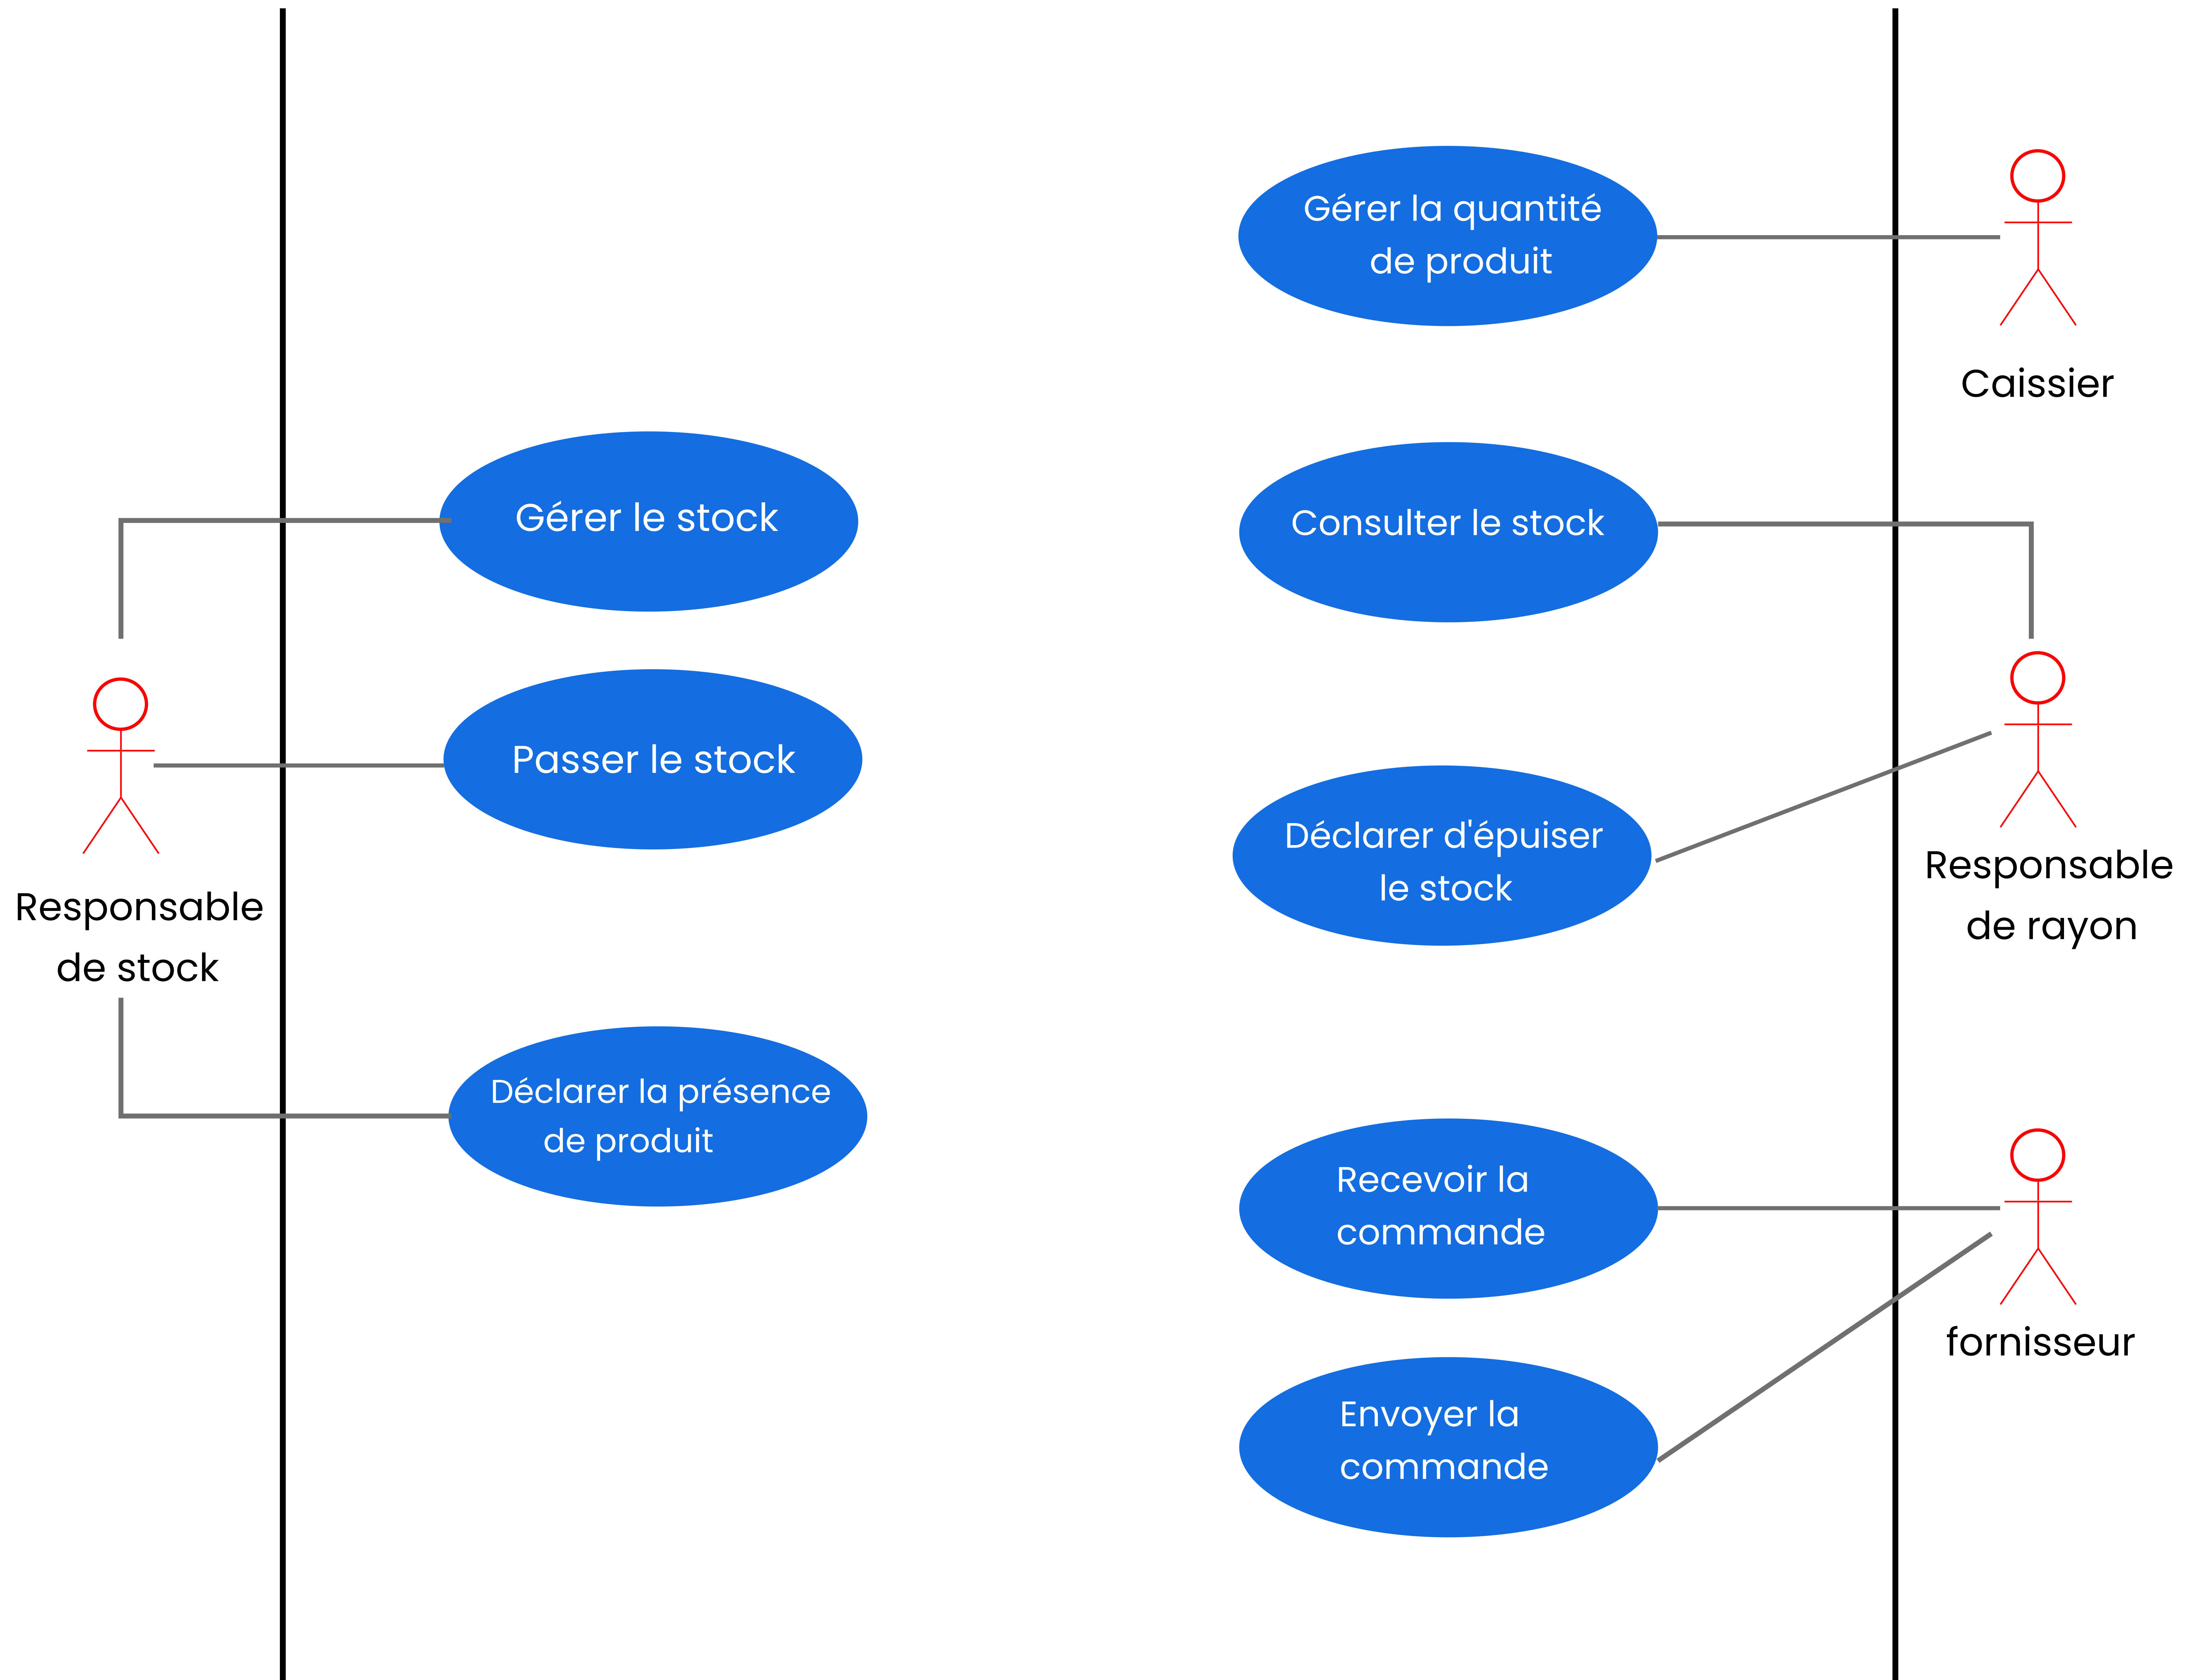 Gérer la quantité
de produit
Caissier
Gérer le stock
Consulter le stock
Passer le stock
Déclarer d'épuiser
le stock
Responsable
de rayon
Responsable
de stock
Déclarer la présence
de produit
Recevoir la
commande
fornisseur
Envoyer la
commande